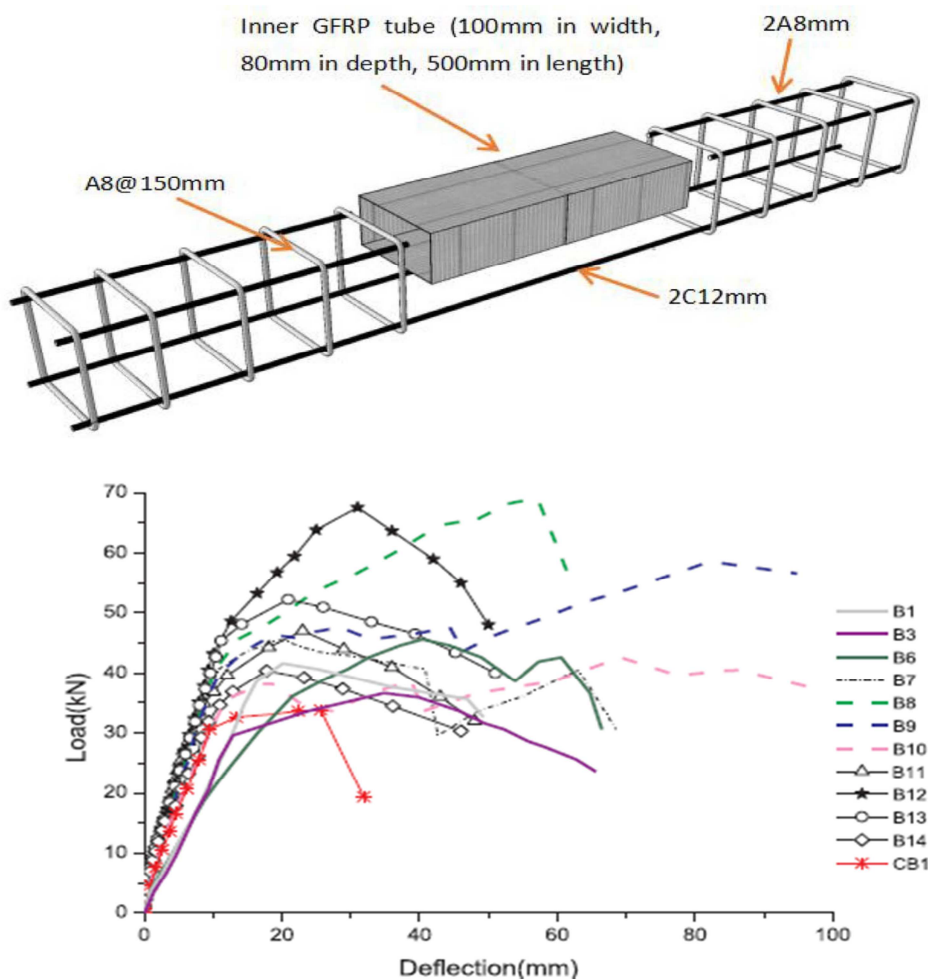 Inner GFRP tube (100mm in width,
80mm in depth, 500mm in length)
2A8mm
A8@150mm
2C12mm
70
60
50
40
30
20
10
0
Load(kN)
0 20 40 60 80 100
Deflection(mm)
B1
B3
B6
B7
B8
B9
B10
B11
B12
B13
B14
CB1